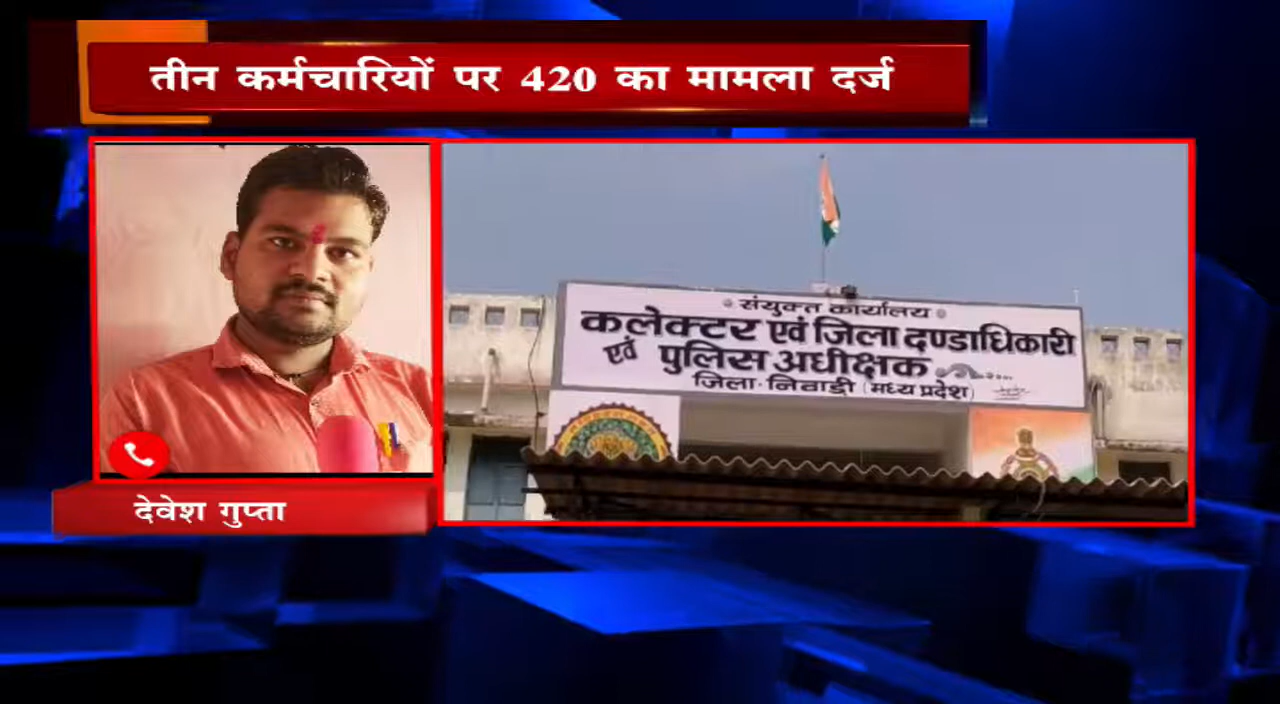 तीन कर्मचारियों पर 420 का मामला दर्ज
संयुक्त कार्यालय
कलेक्टर एवं जिला दण्डाधिकारी
एवं पुलिस अधीक्षक
जिला-निवाड़ी (मध्य प्रदेश)
देवेश गुप्ता